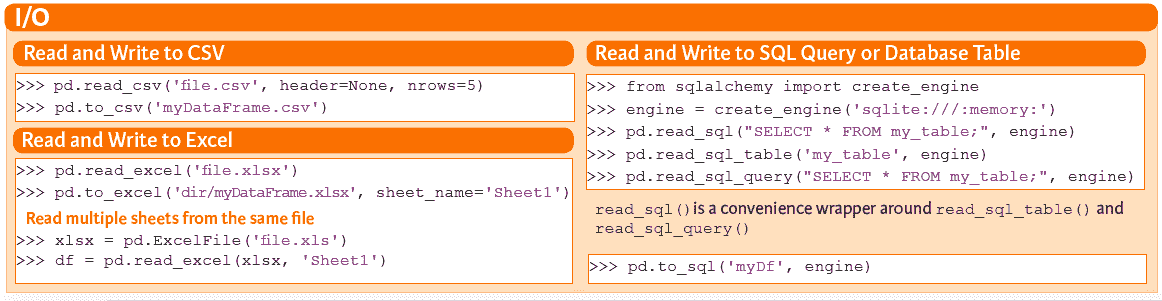 I/O
Read and Write to CSV
>>> pd.read_csv('file.csv', header=None, nrows=5)
>>> pd.to_csv('myDataFrame.csv')
Read and Write to Excel
>>> pd.read_excel('file.xlsx')
>>> pd.to_excel('dir/myDataFrame.xlsx', sheet_name='Sheet1')
Read multiple sheets from the same file
>>> xlsx = pd.ExcelFile('file.xls')
>>> df = pd.read_excel(xlsx, 'Sheet1')
Read and Write to SQL Query or Database Table
>>> from sqlalchemy import create_engine
>>> engine = create_engine('sqlite:///:memory:')
>>> pd.read_sql("SELECT * FROM my_table;", engine)
>>> pd.read_sql_table('my_table', engine)
>>> pd.read_sql_query("SELECT * FROM my_table;", engine)
read_sql() is a convenience wrapper around read_sql_table() and
read_sql_query()
>>> pd.to_sql('myDf', engine)